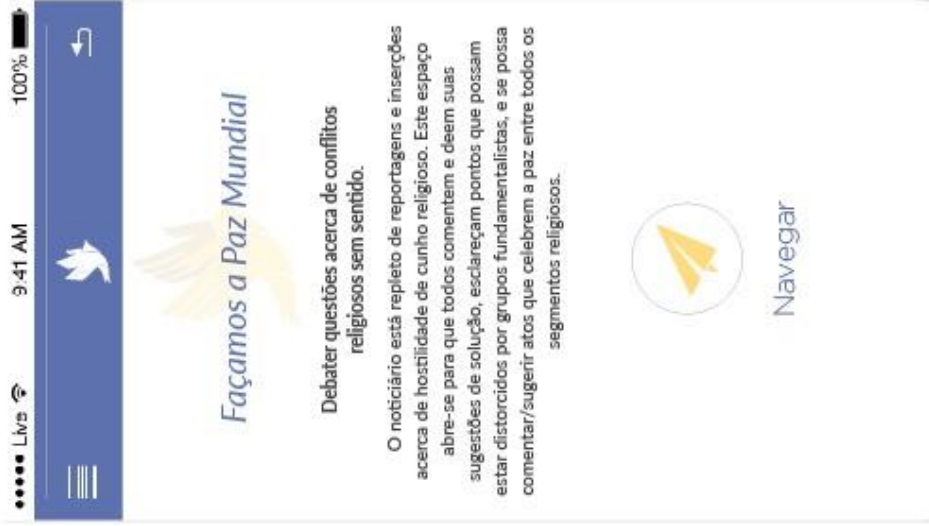 Live 9:41 AM 100%
Façamos a Paz Mundial
Debater questões acerca de conflitos
religiosos sem sentido.
O noticiário está repleto de reportagens e inserções
acerca de hostilidade de cunho religioso. Este espaço
abre-se para que todos comentem e deem suas
sugestões de solução, esclareçam pontos que possam
estar distorcidos por grupos fundamentalistas, e se possa
comentar/sugerir atos que celebrem a paz entre todos os
segmentos religiosos.
Navegar